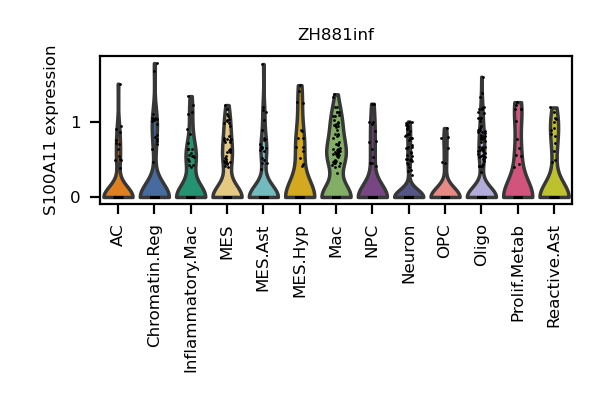 ZH881inf
S100A11 expression
1
0
AC
Chromatin.Reg
Inflammatory.Mac
MES
MES.Ast
MES.Hyp
Mac
NPC
Neuron
OPC
Oligo
Prolif.Metab
Reactive.Ast